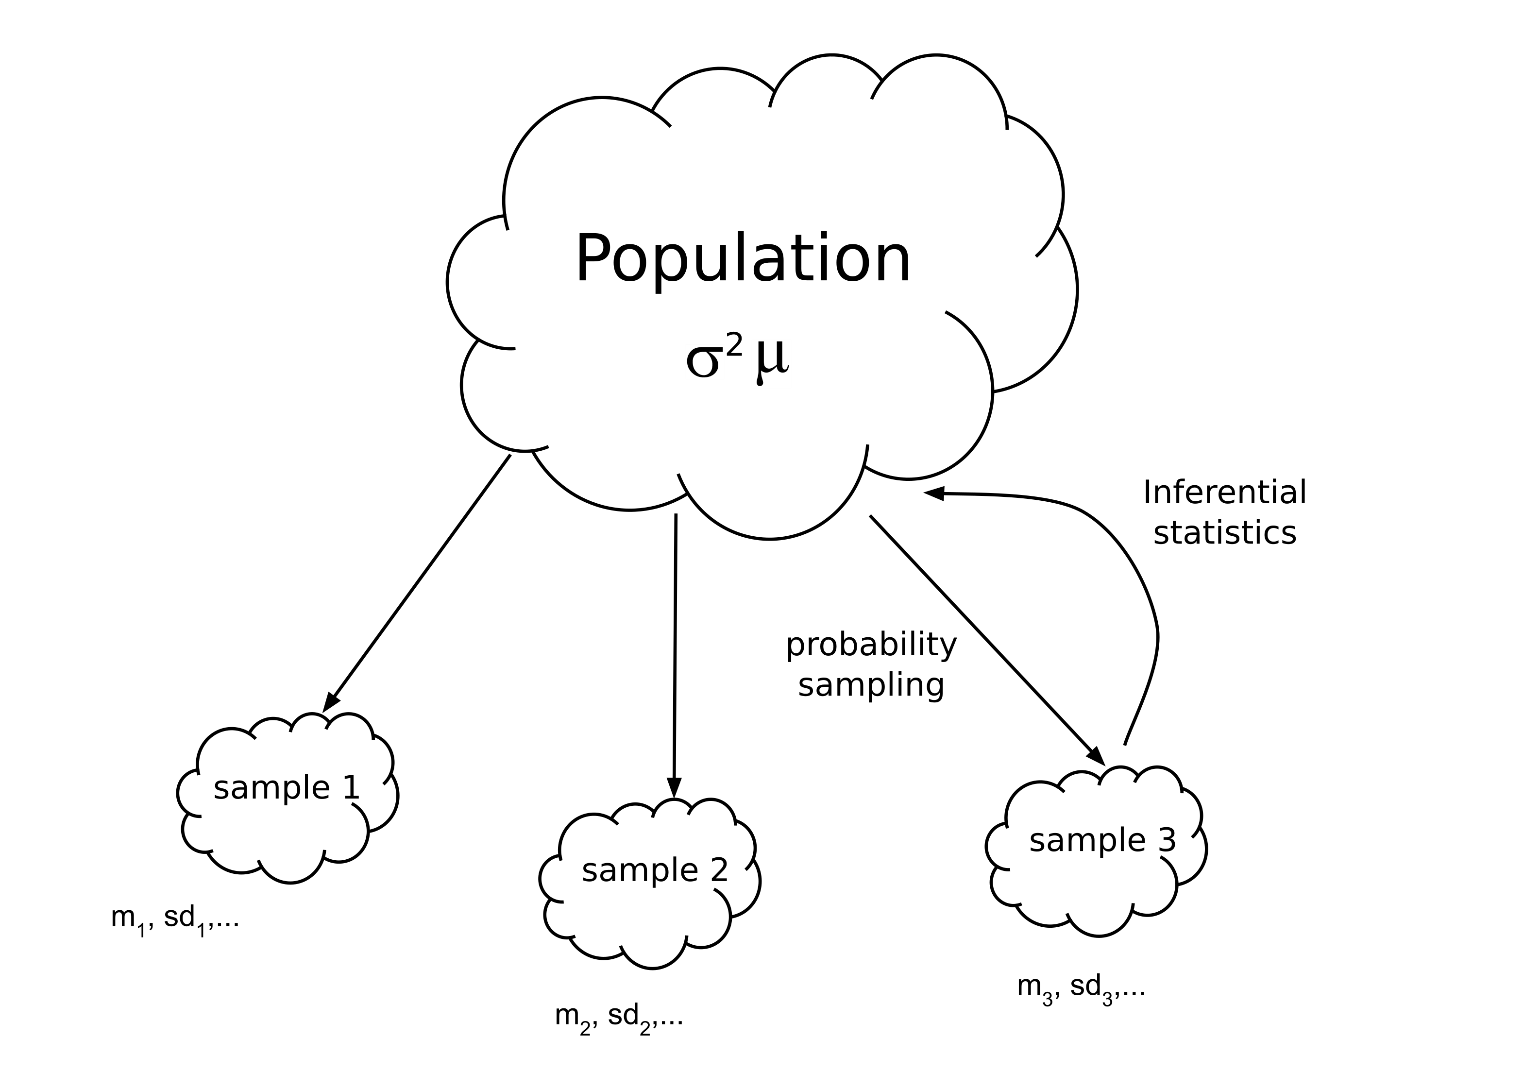 Population
σ² μ
Inferential
statistics
probability
sampling
sample 1
sample 2
sample 3
m₁, sd₁,...
m₂, sd₂,...
m₃, sd₃,...